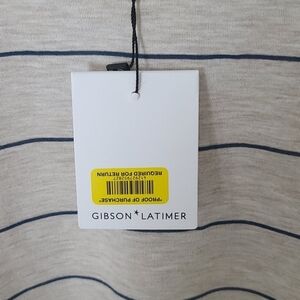 *PROOF OF PURCHASE*
REQUIRED FOR RETURN
GIBSON*LATIMER